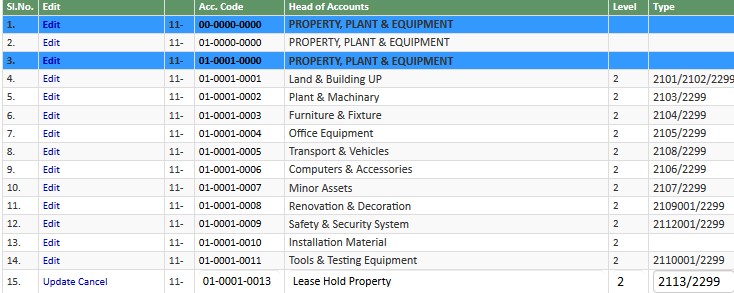 Sl.No. Edit Acc. Code Head of Accounts Level Type
1. Edit 11- 00-0000-0000 PROPERTY, PLANT & EQUIPMENT
2. Edit 11- 01-0000-0000 PROPERTY, PLANT & EQUIPMENT
3. Edit 11- 01-0001-0000 PROPERTY, PLANT & EQUIPMENT
4. Edit 11- 01-0001-0001 Land & Building UP 2 2101/2102/2299
5. Edit 11- 01-0001-0002 Plant & Machinary 2 2103/2299
6. Edit 11- 01-0001-0003 Furniture & Fixture 2 2104/2299
7. Edit 11- 01-0001-0004 Office Equipment 2 2105/2299
8. Edit 11- 01-0001-0005 Transport & Vehicles 2 2108/2299
9. Edit 11- 01-0001-0006 Computers & Accessories 2 2106/2299
10. Edit 11- 01-0001-0007 Minor Assets 2 2107/2299
11. Edit 11- 01-0001-0008 Renovation & Decoration 2 2109001/2299
12. Edit 11- 01-0001-0009 Safety & Security System 2 2112001/2299
13. Edit 11- 01-0001-0010 Installation Material 2
14. Edit 11- 01-0001-0011 Tools & Testing Equipment 2 2110001/2299
15. Update Cancel 11- 01-0001-0013 Lease Hold Property 2 2113/2299